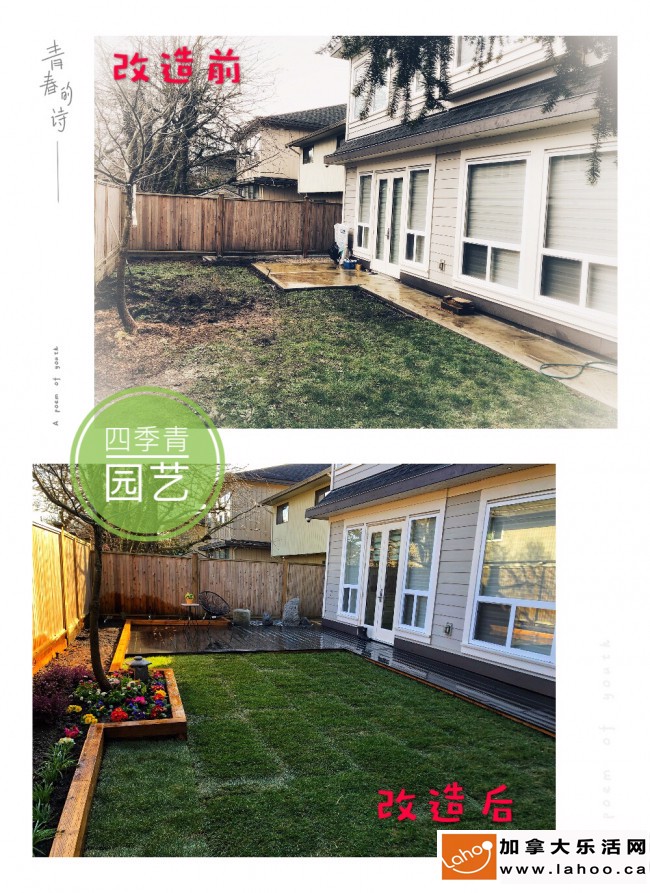 改造前
青春的诗
A poem of youth
四季青
园艺
poem of youth
改造后
Lahoo
加拿大乐活网
www.lahoo.ca